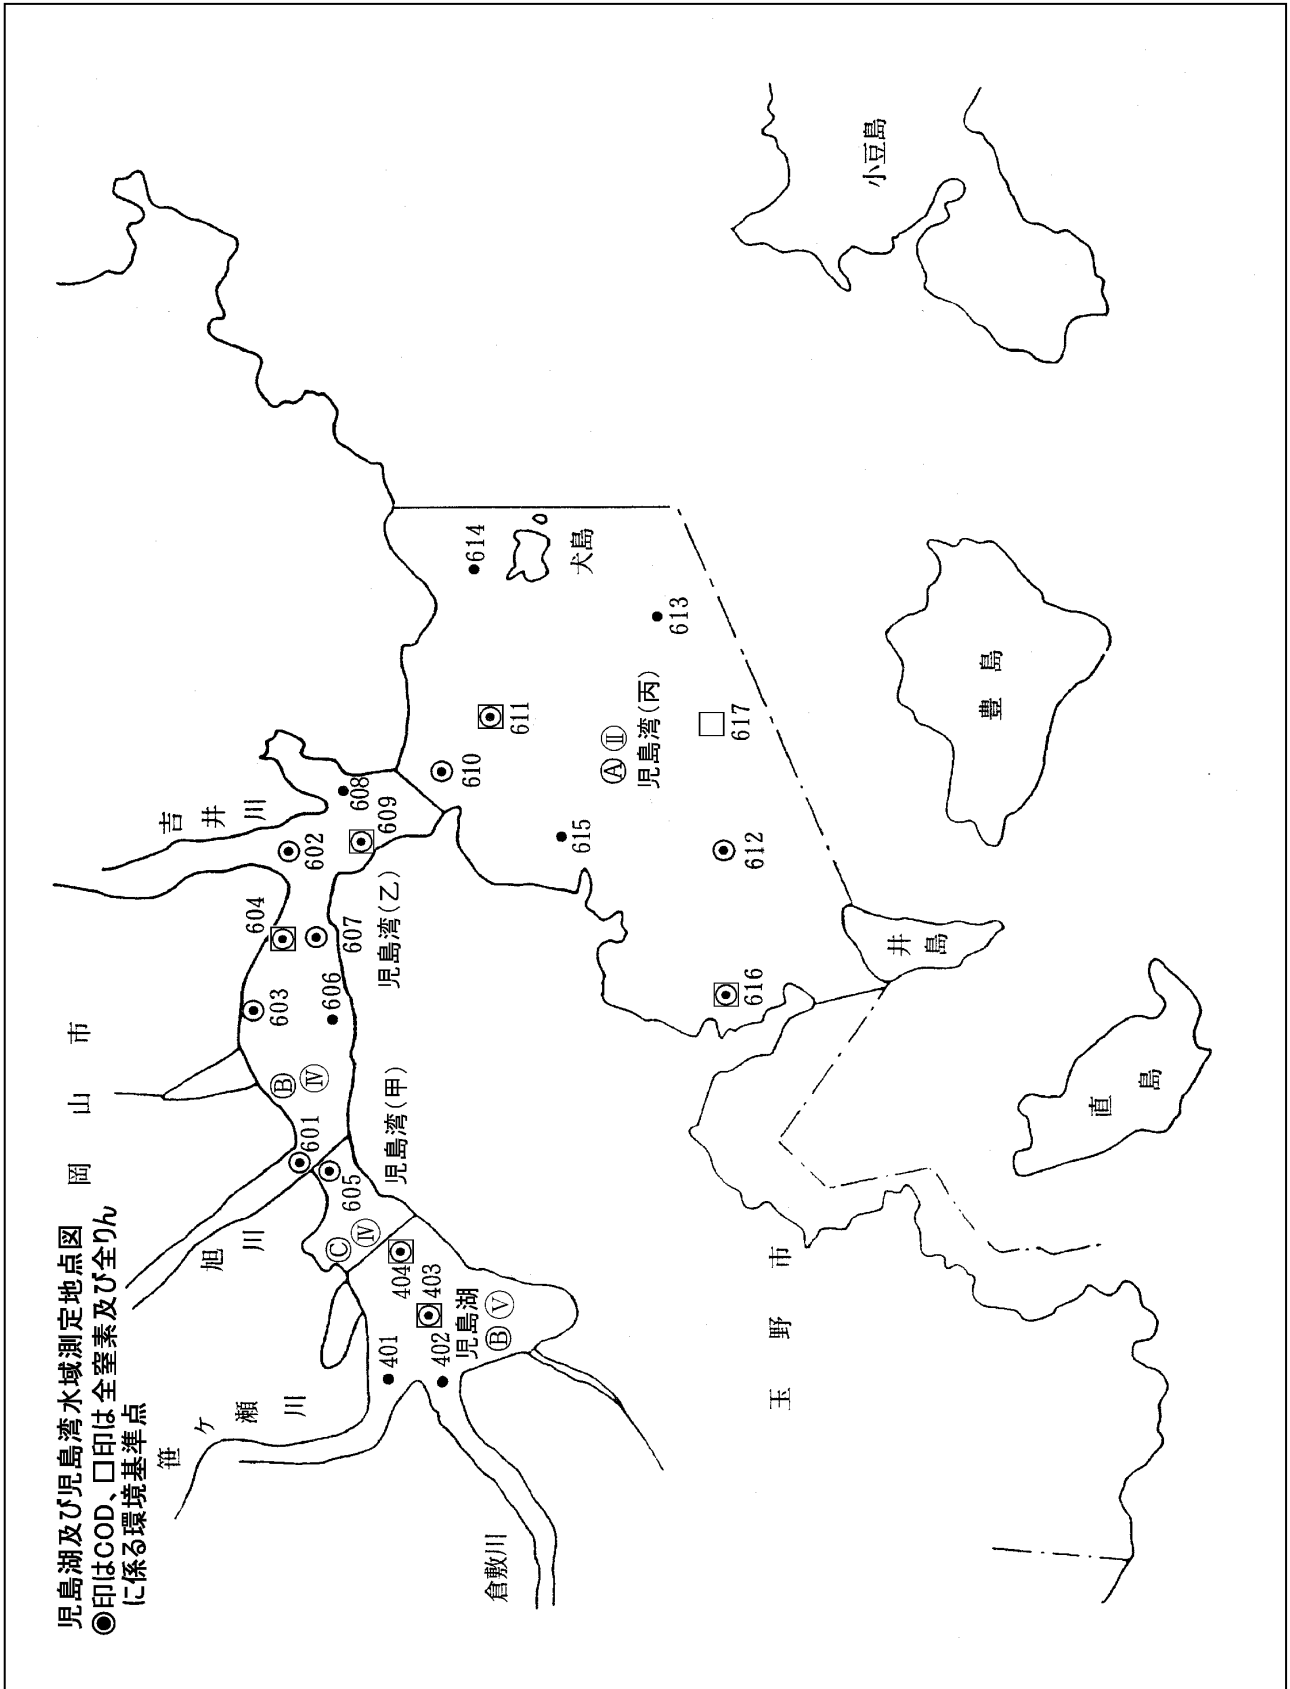 児島湖及び児島湾水域測定地点図
◉印はCOD、□印は全窒素及び全りん
に係る環境基準点
岡山市
玉野市
笹ヶ瀬川
倉敷川
旭川
吉井川
児島湖
Ⓑ Ⓥ
401
402
403
404
児島湾(甲)
Ⓒ Ⅳ
605
児島湾(乙)
Ⓑ Ⅳ
601
602
603
604
606
607
608
609
児島湾(丙)
Ⓐ Ⅱ
610
611
612
613
614
615
616
617
犬島
井島
直島
豊島
小豆島